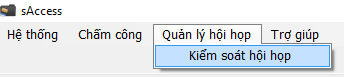 sAccess
Hệ thống Chấm công Quản lý hội họp Trợ giúp
Kiểm soát hội họp